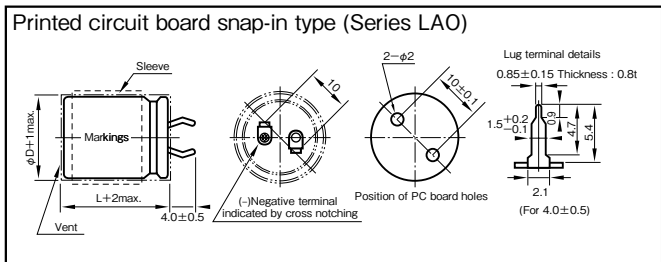 Printed circuit board snap-in type (Series LAO)
Sleeve
Markings
φD+1max.
L+2max.
4.0±0.5
Vent
10
(-)Negative terminal
indicated by cross notching
2-φ2
10±0.1
Position of PC board holes
Lug terminal details
0.85±0.15 Thickness : 0.8t
1.5+0.2
-0.1
0.9
4.7
5.4
2.1
(For 4.0±0.5)